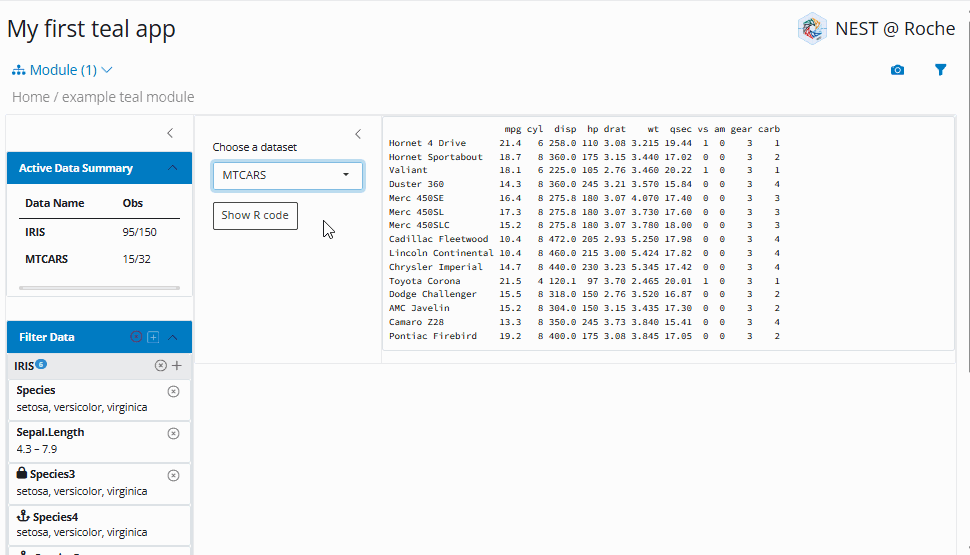 My first teal app
NEST @ Roche
Module (1)
Home / example teal module
Active Data Summary
Data Name Obs
IRIS 95/150
MTCARS 15/32
Filter Data
IRIS 6
Species
setosa, versicolor, virginica
Sepal.Length
4.3 – 7.9
Species3
setosa, versicolor, virginica
Species4
setosa, versicolor, virginica
Choose a dataset
MTCARS
Show R code
mpg cyl disp hp drat wt qsec vs am gear carb
Hornet 4 Drive 21.4 6 258.0 110 3.08 3.215 19.44 1 0 3 1
Hornet Sportabout 18.7 8 360.0 175 3.15 3.440 17.02 0 0 3 2
Valiant 18.1 6 225.0 105 2.76 3.460 20.22 1 0 3 1
Duster 360 14.3 8 360.0 245 3.21 3.570 15.84 0 0 3 4
Merc 450SE 16.4 8 275.8 180 3.07 4.070 17.40 0 0 3 3
Merc 450SL 17.3 8 275.8 180 3.07 3.730 17.60 0 0 3 3
Merc 450SLC 15.2 8 275.8 180 3.07 3.780 18.00 0 0 3 3
Cadillac Fleetwood 10.4 8 472.0 205 2.93 5.250 17.98 0 0 3 4
Lincoln Continental 10.4 8 460.0 215 3.00 5.424 17.82 0 0 3 4
Chrysler Imperial 14.7 8 440.0 230 3.23 5.345 17.42 0 0 3 4
Toyota Corona 21.5 4 120.1 97 3.70 2.465 20.01 1 0 3 1
Dodge Challenger 15.5 8 318.0 150 2.76 3.520 16.87 0 0 3 2
AMC Javelin 15.2 8 304.0 150 3.15 3.435 17.30 0 0 3 2
Camaro Z28 13.3 8 350.0 245 3.73 3.840 15.41 0 0 3 4
Pontiac Firebird 19.2 8 400.0 175 3.08 3.845 17.05 0 0 3 2